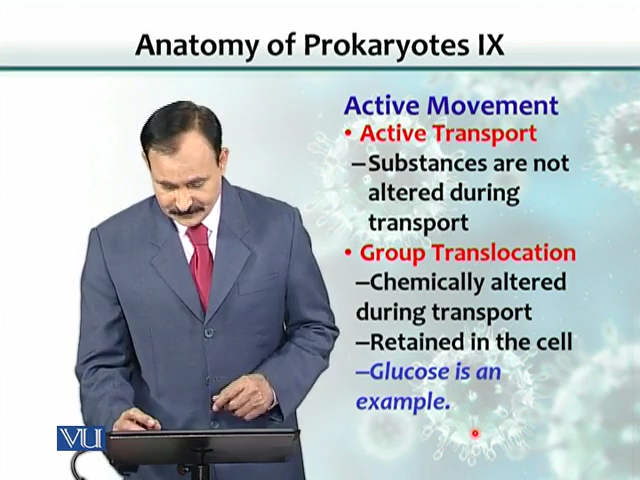 Anatomy of Prokaryotes IX
Active Movement
• Active Transport
–Substances are not
altered during
transport
• Group Translocation
–Chemically altered
during transport
–Retained in the cell
–Glucose is an
example.
VU